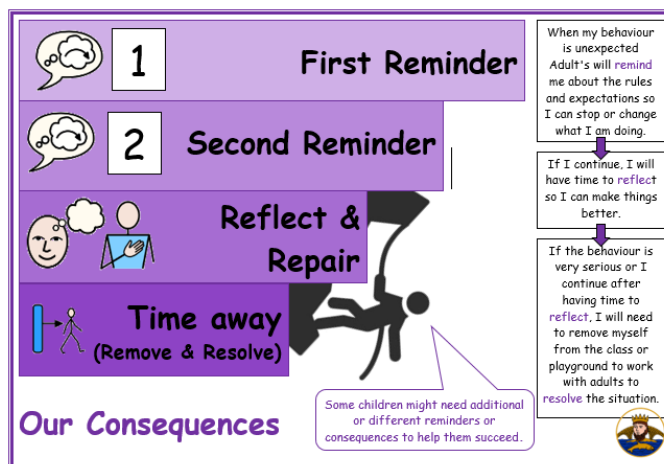 1
First Reminder
2
Second Reminder
Reflect &
Repair
Time away
(Remove & Resolve)
Our Consequences
Some children might need additional
or different reminders or
consequences to help them succeed.
When my behaviour
is unexpected
Adult's will remind
me about the rules
and expectations so
I can stop or change
what I am doing.
If I continue, I will
have time to reflect
so I can make things
better.
If the behaviour is
very serious or I
continue after
having time to
reflect, I will need
to remove myself
from the class or
playground to work
with adults to
resolve the situation.